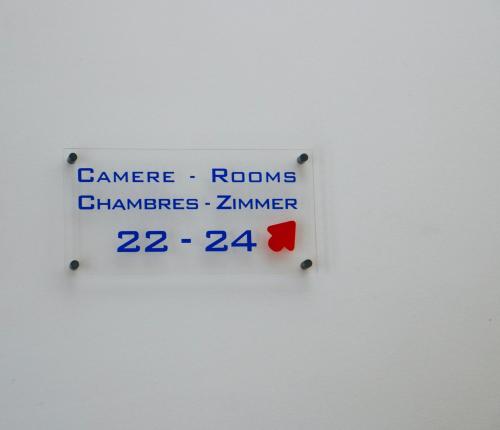 Camere - Rooms
Chambres - Zimmer
22 - 24